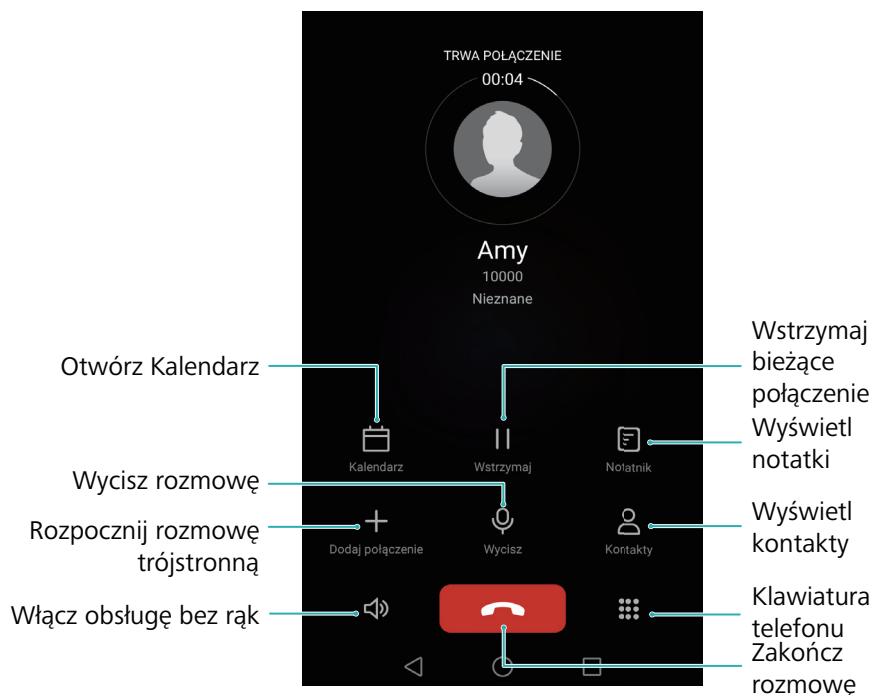 TRWA POŁĄCZENIE
00:04
Amy
10000
Nieznane
Otwórz Kalendarz
Wstrzymaj
bieżące
połączenie
Wyświetl
notatki
Kalendarz
Wstrzymaj
Notatnik
Wycisz rozmowę
Rozpocznij rozmowę
trójstronną
Wyświetl
kontakty
Dodaj połączenie
Wycisz
Kontakty
Włącz obsługę bez rąk
Klawiatura
telefonu
Zakończ
rozmowę